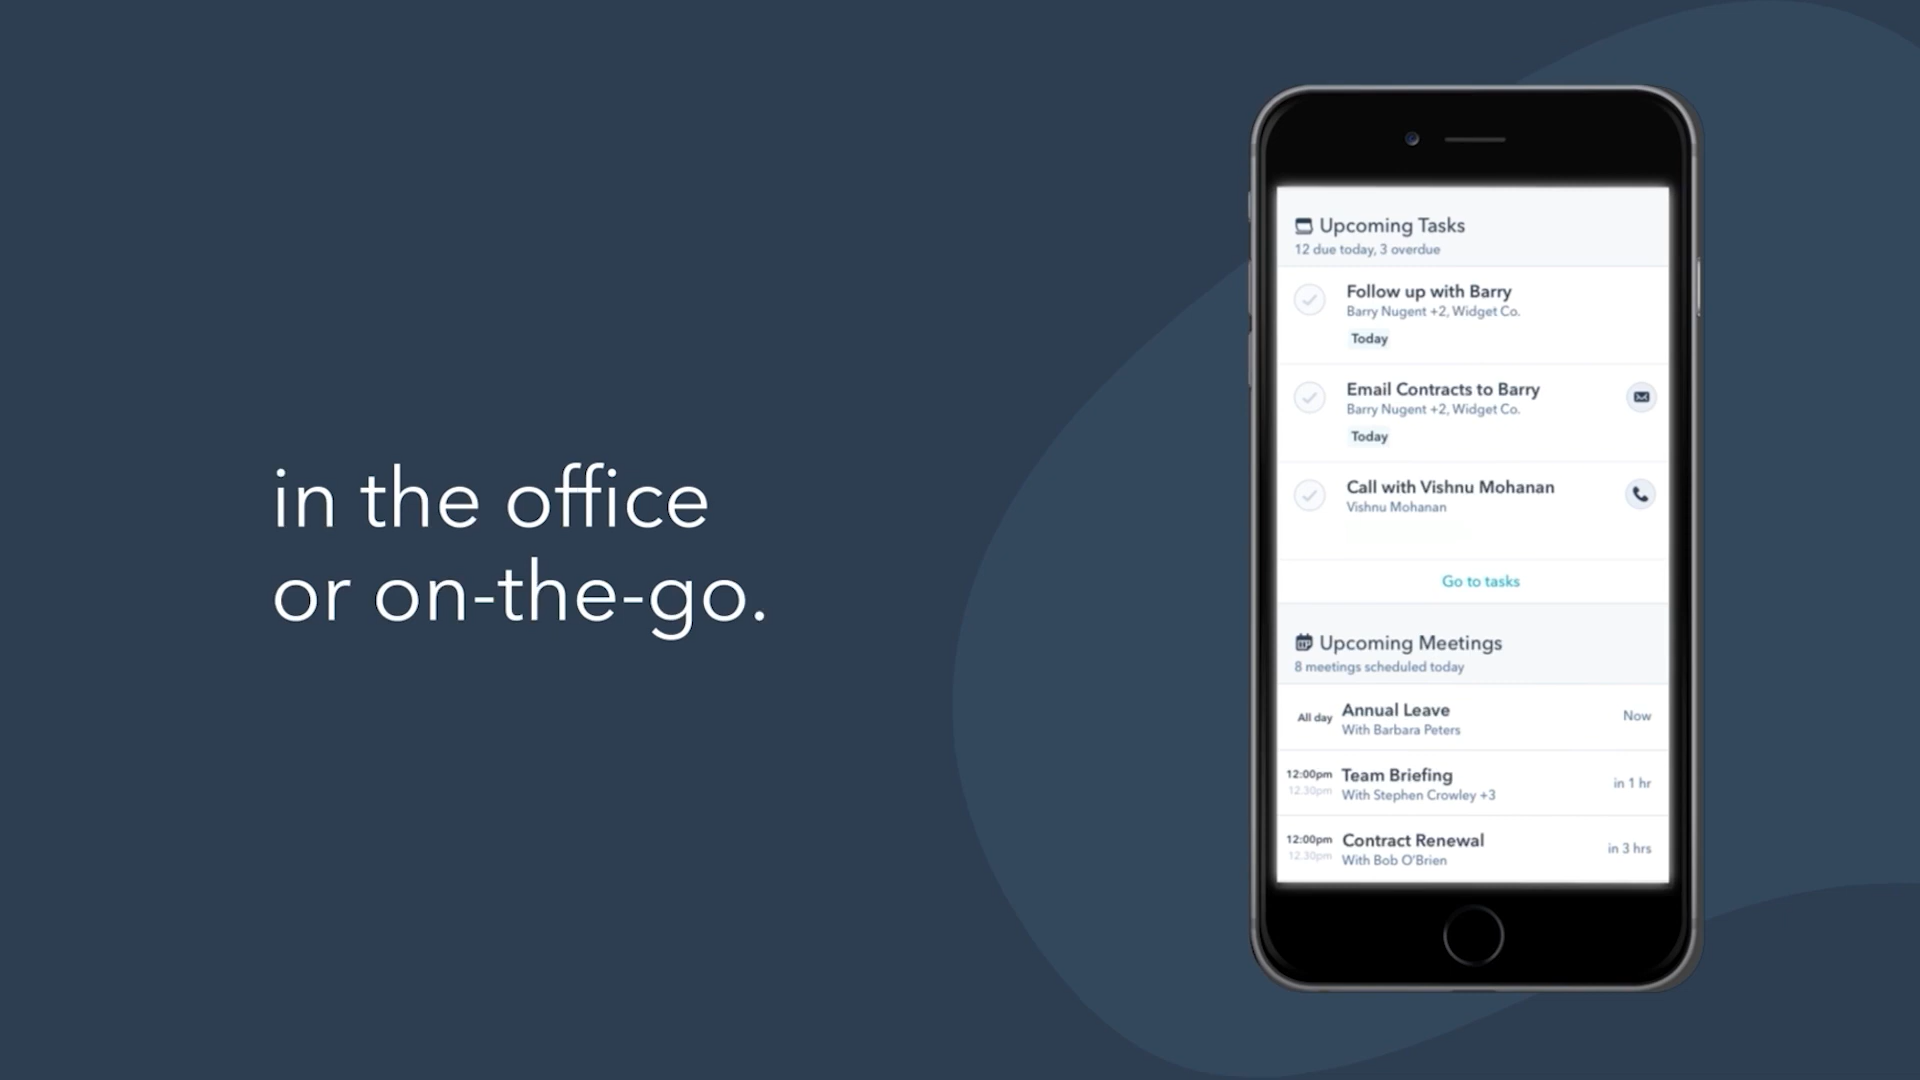 in the office
or on-the-go.
Upcoming Tasks
12 due today, 3 overdue
Follow up with Barry
Barry Nugent +2, Widget Co.
Today
Email Contracts to Barry
Barry Nugent +2, Widget Co.
Today
Call with Vishnu Mohanan
Vishnu Mohanan
Go to tasks
Upcoming Meetings
8 meetings scheduled today
All day Annual Leave Now
With Barbara Peters
12:00pm Team Briefing in 1 hr
12.30pm With Stephen Crowley +3
12:00pm Contract Renewal in 3 hrs
12.30pm With Bob O'Brien